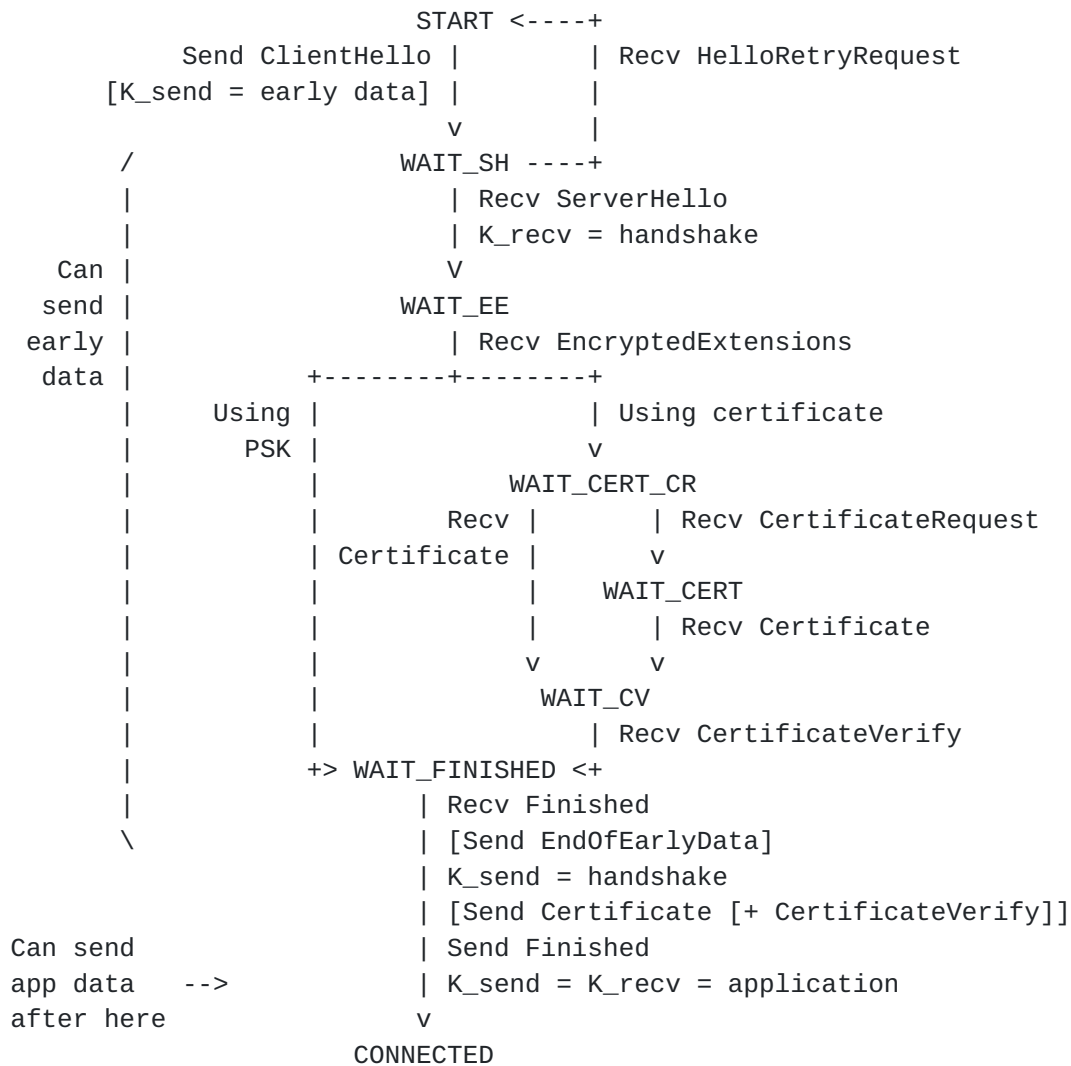 START <----+
Send ClientHello | | Recv HelloRetryRequest
[K_send = early data] | |
v |
/ WAIT_SH ----+
| | Recv ServerHello
| | K_recv = handshake
Can | V
send | WAIT_EE
early | | Recv EncryptedExtensions
data | +--------+--------+
| Using | | Using certificate
| PSK | v
| | WAIT_CERT_CR
| | Recv | | Recv CertificateRequest
| | Certificate | v
| | | WAIT_CERT
| | | | Recv Certificate
| | v v
| | WAIT_CV
| | | Recv CertificateVerify
| +> WAIT_FINISHED <+
| | Recv Finished
\ | [Send EndOfEarlyData]
| K_send = handshake
| [Send Certificate [+ CertificateVerify]]
Can send | Send Finished
app data --> | K_send = K_recv = application
after here v
CONNECTED